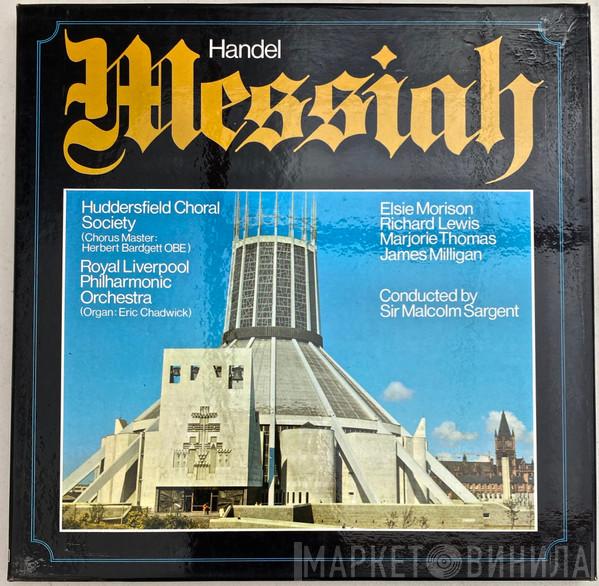 Handel
Messiah
Huddersfield Choral
Society
(Chorus Master:
Herbert Bardgett OBE)
Royal Liverpool
Philharmonic
Orchestra
(Organ: Eric Chadwick)
Elsie Morison
Richard Lewis
Marjorie Thomas
James Milligan
Conducted by
Sir Malcolm Sargent
МАРКЕТ ВИНИЛА